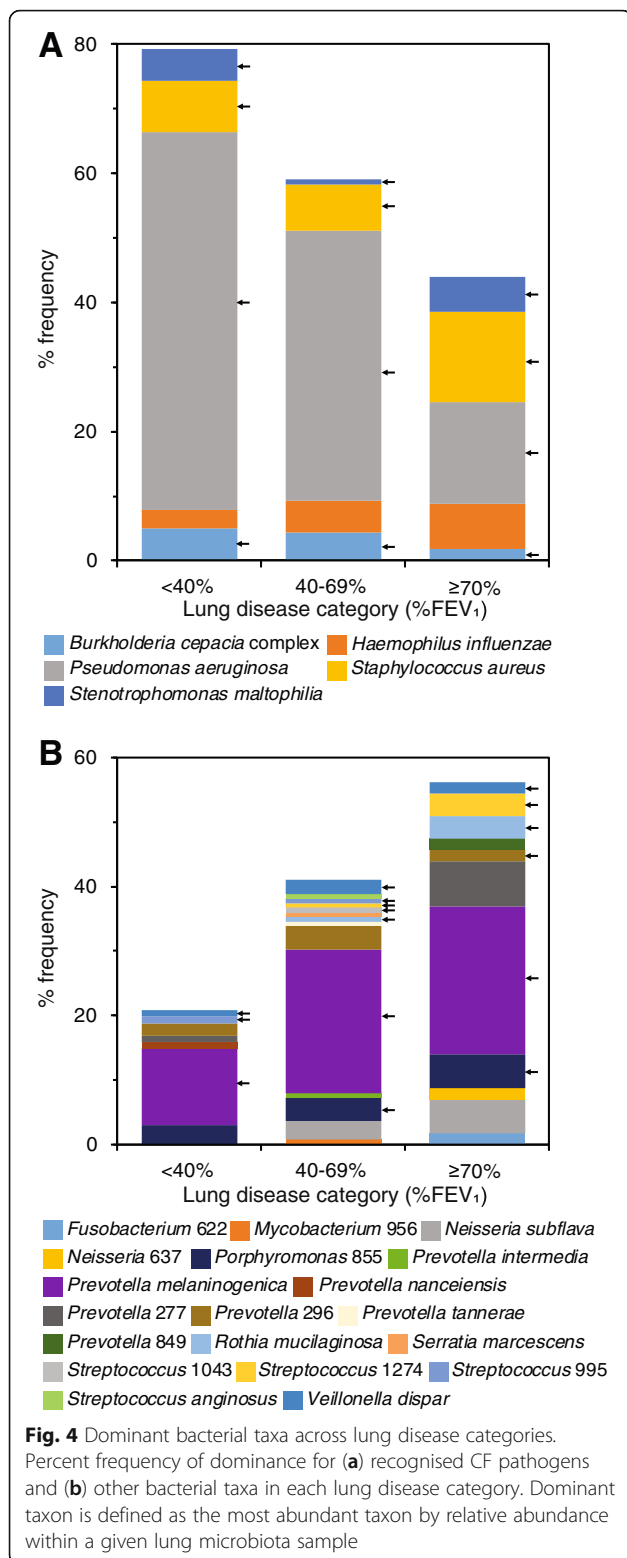 A
80
60
40
20
0
% frequency
<40% 40-69% ≥70%
Lung disease category (%FEV₁)
Burkholderia cepacia complex Haemophilus influenzae
Pseudomonas aeruginosa Staphylococcus aureus
Stenotrophomonas maltophilia
B
60
40
20
0
% frequency
<40% 40-69% ≥70%
Lung disease category (%FEV₁)
Fusobacterium 622 Mycobacterium 956 Neisseria subflava
Neisseria 637 Porphyromonas 855 Prevotella intermedia
Prevotella melaninogenica Prevotella nanceiensis
Prevotella 277 Prevotella 296 Prevotella tannerae
Prevotella 849 Rothia mucilaginosa Serratia marcescens
Streptococcus 1043 Streptococcus 1274 Streptococcus 995
Streptococcus anginosus Veillonella dispar
Fig. 4 Dominant bacterial taxa across lung disease categories.
Percent frequency of dominance for (a) recognised CF pathogens
and (b) other bacterial taxa in each lung disease category. Dominant
taxon is defined as the most abundant taxon by relative abundance
within a given lung microbiota sample